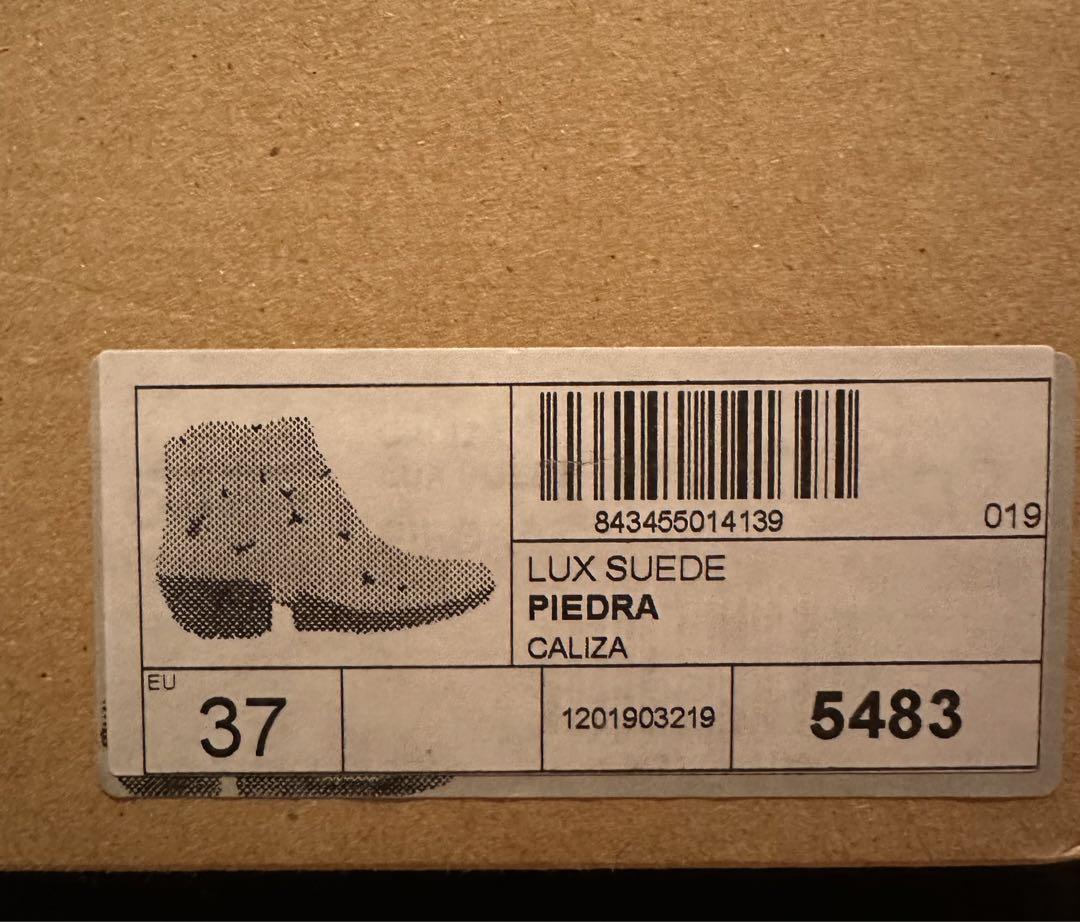 843455014139
019
LUX SUEDE
PIEDRA
CALIZA
EU
37
1201903219
5483